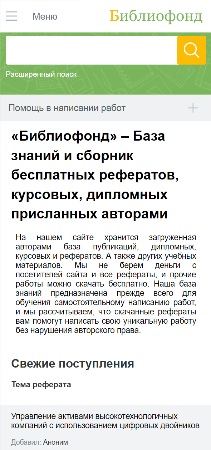 Меню
Библиофонд
Расширенный поиск
Помощь в написании работ
«Библиофонд» – База
знаний и сборник
бесплатных рефератов,
курсовых, дипломных
присланных авторами
На нашем сайте хранится загруженная
авторами база публикаций, дипломных,
курсовых и рефератов. А также других учебных
материалов. Мы не берем деньги с
посетителей сайта и все рефераты, и прочие
работы можно скачать бесплатно. Наша база
знаний предназначена прежде всего для
обучения самостоятельному написанию работ,
и мы рассчитываем, что скачанные рефераты
вам помогут написать свою уникальную работу
без нарушения авторского права.
Свежие поступления
Тема реферата
Управление активами высокотехнологичных
компаний с использованием цифровых двойников
Добавил: Аноним